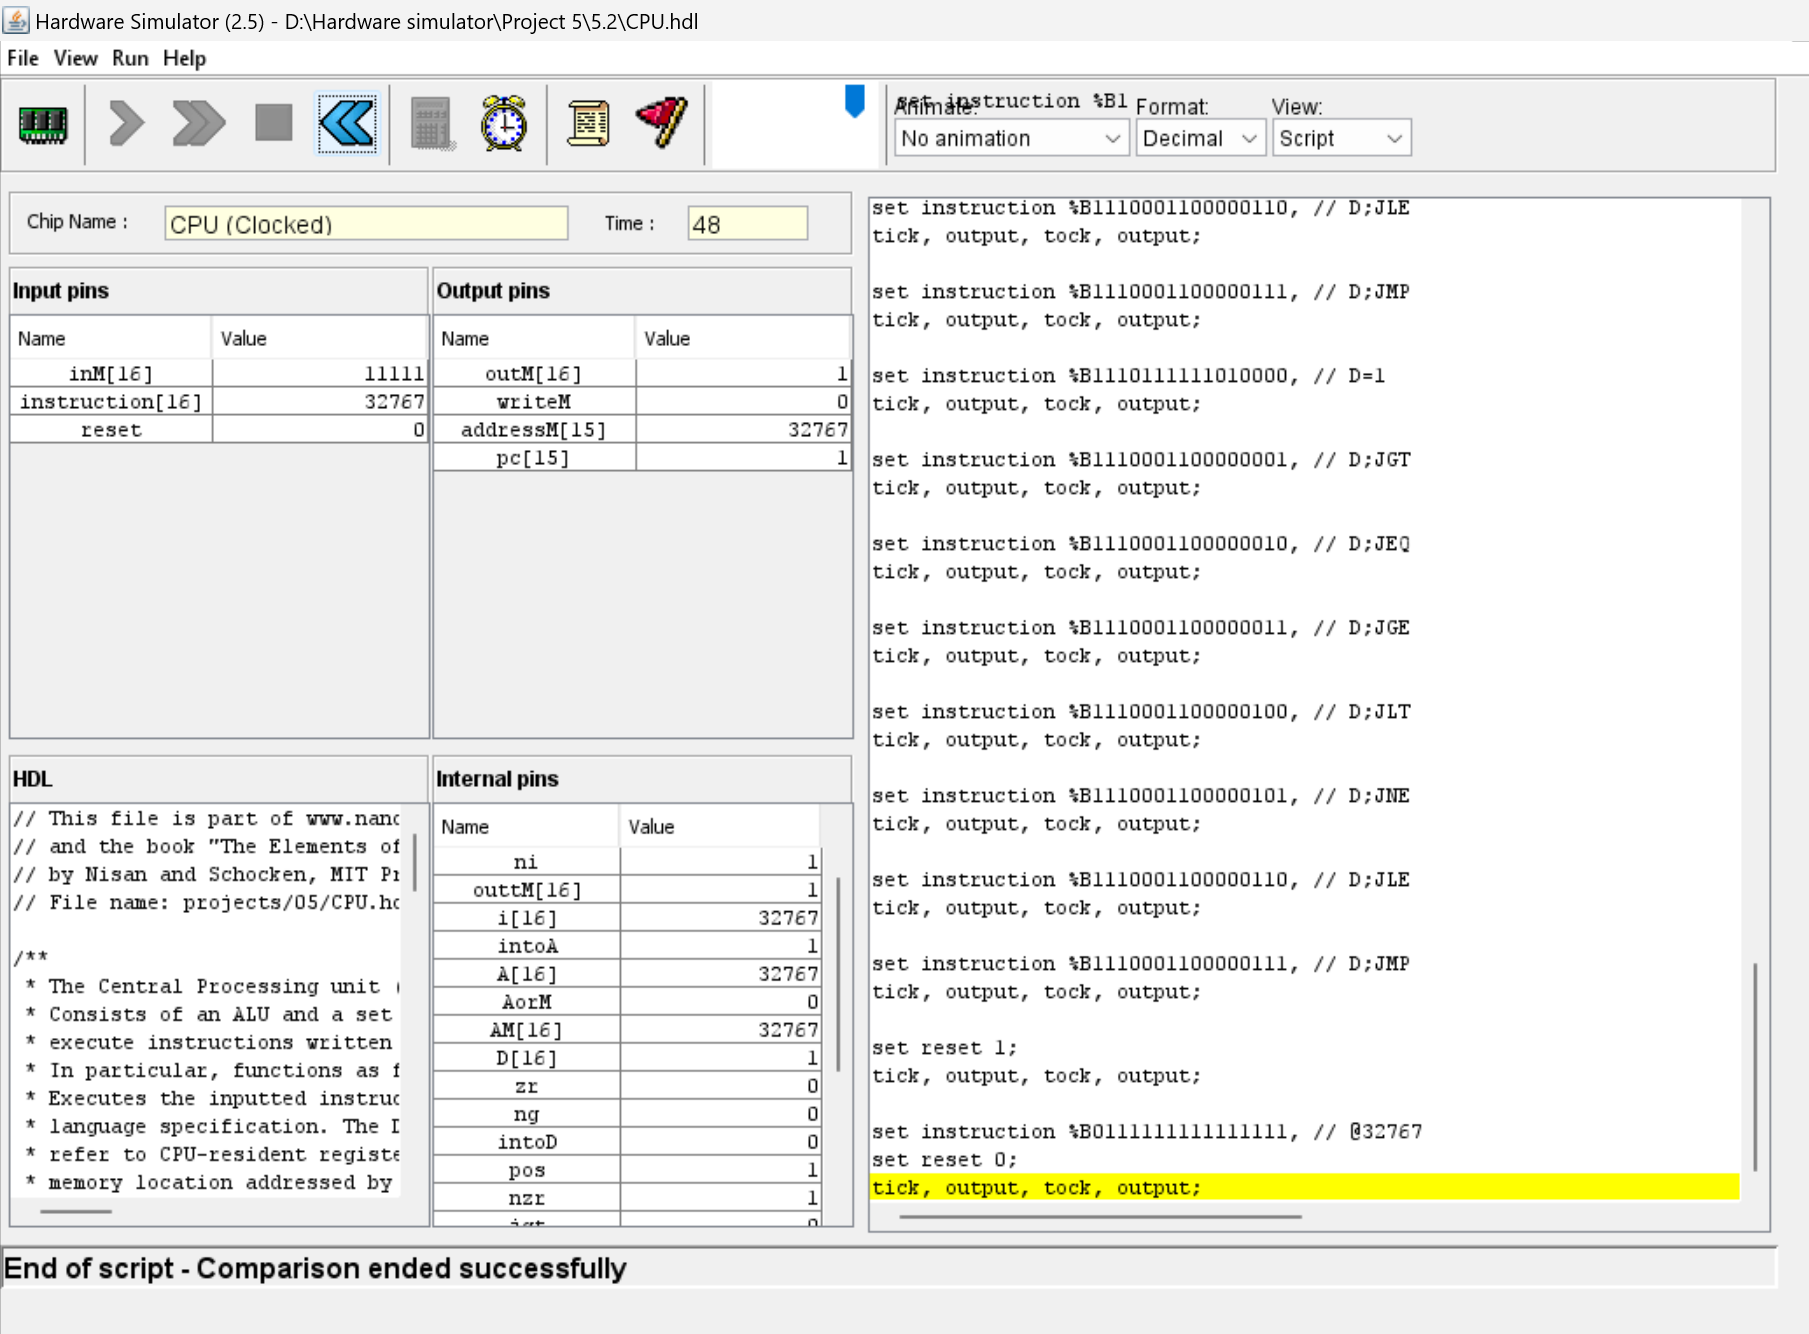 Hardware Simulator (2.5) - D:\Hardware simulator\Project 5\5.2\CPU.hdl
File View Run Help
set instruction %B1
Animate: Format: View:
No animation Decimal Script
Chip Name : CPU (Clocked) Time : 48
Input pins
Name Value
inM[16] 11111
instruction[16] 32767
reset 0
Output pins
Name Value
outM[16] 1
writeM 0
addressM[15] 32767
pc[15] 1
HDL
// This file is part of www.nanc
// and the book "The Elements of
// by Nisan and Schocken, MIT Pr
// File name: projects/05/CPU.hd
/**
* The Central Processing unit (
* Consists of an ALU and a set
* execute instructions written
* In particular, functions as f
* Executes the inputted instruc
* language specification. The D
* refer to CPU-resident registe
* memory location addressed by
Internal pins
Name Value
ni 1
outtM[16] 1
i[16] 32767
intoA 1
A[16] 32767
AorM 0
AM[16] 32767
D[16] 1
zr 0
ng 0
intoD 0
pos 1
nzr 1
jgt 0
set instruction %B1110001100000110, // D;JLE
tick, output, tock, output;
set instruction %B1110001100000111, // D;JMP
tick, output, tock, output;
set instruction %B1110111111010000, // D=1
tick, output, tock, output;
set instruction %B1110001100000001, // D;JGT
tick, output, tock, output;
set instruction %B1110001100000010, // D;JEQ
tick, output, tock, output;
set instruction %B1110001100000011, // D;JGE
tick, output, tock, output;
set instruction %B1110001100000100, // D;JLT
tick, output, tock, output;
set instruction %B1110001100000101, // D;JNE
tick, output, tock, output;
set instruction %B1110001100000110, // D;JLE
tick, output, tock, output;
set instruction %B1110001100000111, // D;JMP
tick, output, tock, output;
set reset 1;
tick, output, tock, output;
set instruction %B0111111111111111, // @32767
set reset 0;
tick, output, tock, output;
End of script - Comparison ended successfully